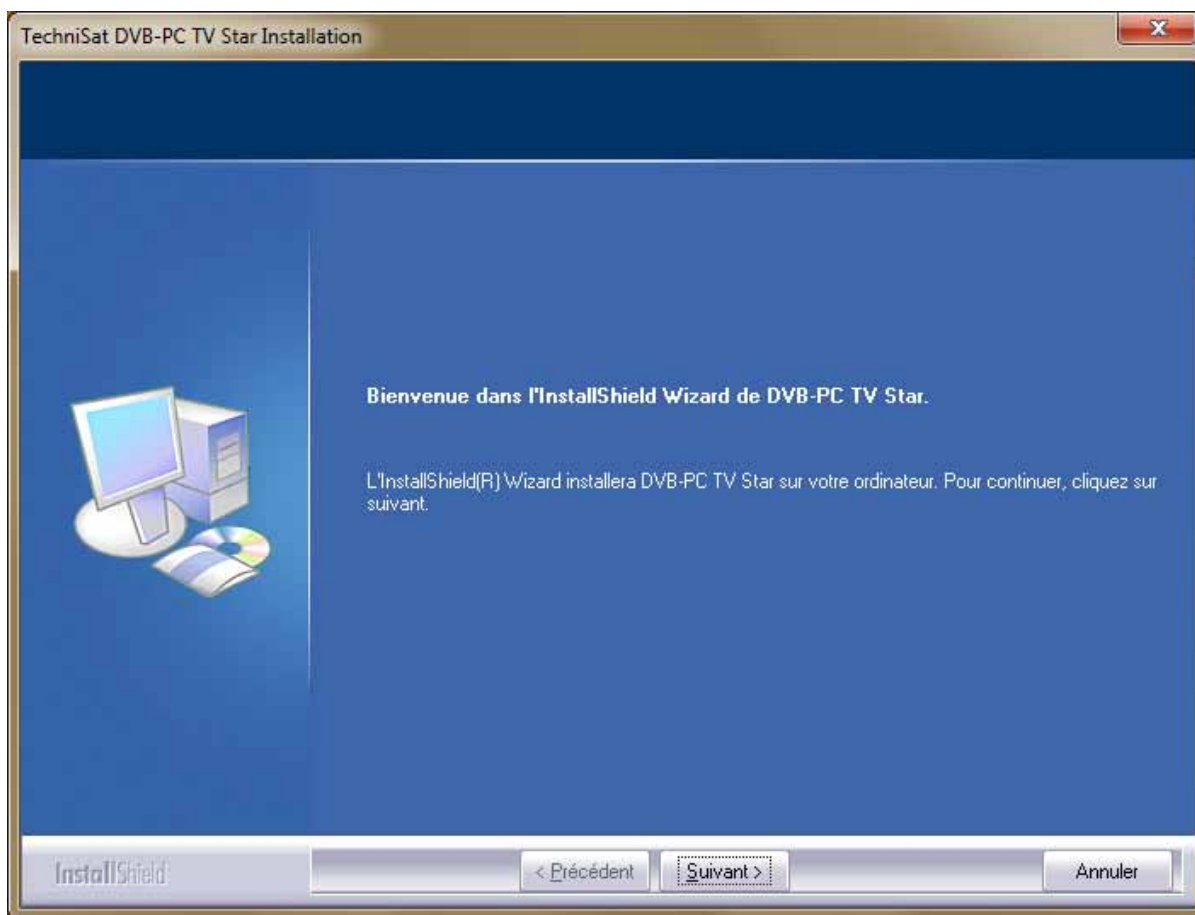 TechniSat DVB-PC TV Star Installation
Bienvenue dans l'InstallShield Wizard de DVB-PC TV Star.
L'InstallShield(R) Wizard installera DVB-PC TV Star sur votre ordinateur. Pour continuer, cliquez sur
suivant.
InstallShield
< Précédent
Suivant >
Annuler